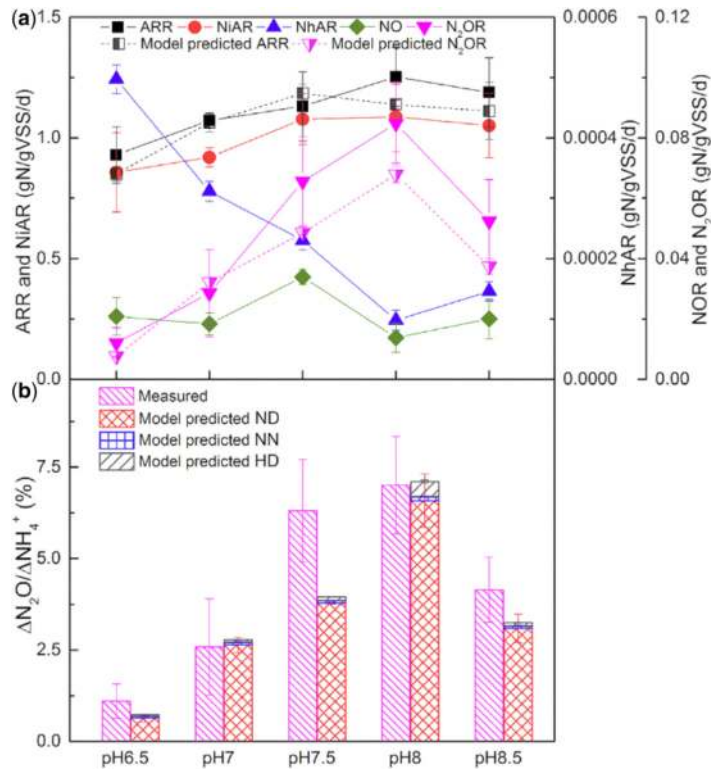 (a)
ARR NiAR NhAR NO N₂OR
Model predicted ARR Model predicted N₂OR
1.5
1.0
0.5
0.0
ARR and NiAR (gN/gVSS/d)
0.0006
0.0004
0.0002
0.0000
NhAR (gN/gVSS/d)
0.12
0.08
0.04
0.00
NOR and N₂OR (gN/gVSS/d)
(b)
Measured
Model predicted ND
Model predicted NN
Model predicted HD
7.5
5.0
2.5
0.0
ΔN₂O/ΔNH₄⁺ (%)
pH6.5 pH7 pH7.5 pH8 pH8.5